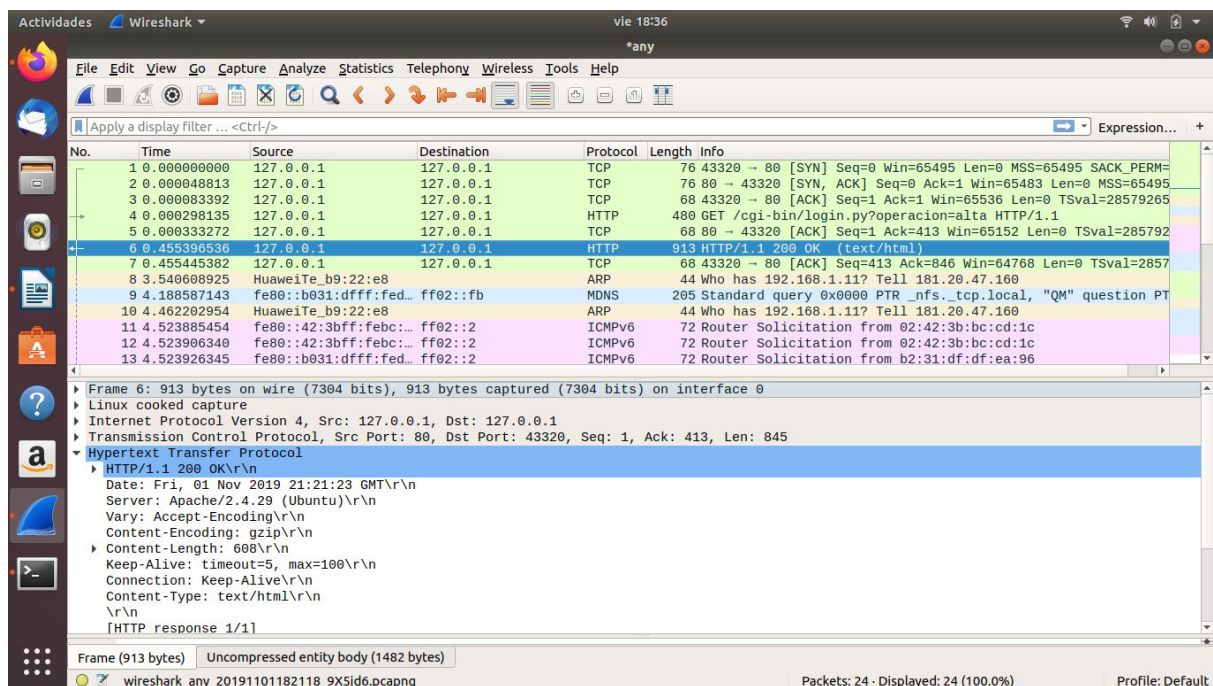 Actividades Wireshark ▾ vie 18:36
*any
File Edit View Go Capture Analyze Statistics Telephony Wireless Tools Help
Apply a display filter … <Ctrl-/> Expression… +
No. Time Source Destination Protocol Length Info
1 0.000000000 127.0.0.1 127.0.0.1 TCP 76 43320 → 80 [SYN] Seq=0 Win=65495 Len=0 MSS=65495 SACK_PERM=
2 0.000048813 127.0.0.1 127.0.0.1 TCP 76 80 → 43320 [SYN, ACK] Seq=0 Ack=1 Win=65483 Len=0 MSS=65495
3 0.000083392 127.0.0.1 127.0.0.1 TCP 68 43320 → 80 [ACK] Seq=1 Ack=1 Win=65536 Len=0 TSval=28579265
4 0.000298135 127.0.0.1 127.0.0.1 HTTP 480 GET /cgi-bin/login.py?operacion=alta HTTP/1.1
5 0.000333272 127.0.0.1 127.0.0.1 TCP 68 80 → 43320 [ACK] Seq=1 Ack=413 Win=65152 Len=0 TSval=285792
6 0.455396536 127.0.0.1 127.0.0.1 HTTP 913 HTTP/1.1 200 OK (text/html)
7 0.455445382 127.0.0.1 127.0.0.1 TCP 68 43320 → 80 [ACK] Seq=413 Ack=846 Win=64768 Len=0 TSval=2857
8 3.540608925 HuaweiTe_b9:22:e8 ARP 44 Who has 192.168.1.11? Tell 181.20.47.160
9 4.188587143 fe80::b031:dfff:fed… ff02::fb MDNS 205 Standard query 0x0000 PTR _nfs._tcp.local, "QM" question PT
10 4.462202954 HuaweiTe_b9:22:e8 ARP 44 Who has 192.168.1.11? Tell 181.20.47.160
11 4.523885454 fe80::42:3bff:febc:… ff02::2 ICMPv6 72 Router Solicitation from 02:42:3b:bc:cd:1c
12 4.523906340 fe80::42:3bff:febc:… ff02::2 ICMPv6 72 Router Solicitation from 02:42:3b:bc:cd:1c
13 4.523926345 fe80::b031:dfff:fed… ff02::2 ICMPv6 72 Router Solicitation from b2:31:df:df:ea:96
Frame 6: 913 bytes on wire (7304 bits), 913 bytes captured (7304 bits) on interface 0
Linux cooked capture
Internet Protocol Version 4, Src: 127.0.0.1, Dst: 127.0.0.1
Transmission Control Protocol, Src Port: 80, Dst Port: 43320, Seq: 1, Ack: 413, Len: 845
Hypertext Transfer Protocol
HTTP/1.1 200 OK\r\n
Date: Fri, 01 Nov 2019 21:21:23 GMT\r\n
Server: Apache/2.4.29 (Ubuntu)\r\n
Vary: Accept-Encoding\r\n
Content-Encoding: gzip\r\n
Content-Length: 608\r\n
Keep-Alive: timeout=5, max=100\r\n
Connection: Keep-Alive\r\n
Content-Type: text/html\r\n
\r\n
[HTTP response 1/1]
Frame (913 bytes) Uncompressed entity body (1482 bytes)
wireshark_any_20191101182118_9X5id6.pcapng Packets: 24 · Displayed: 24 (100.0%) Profile: Default